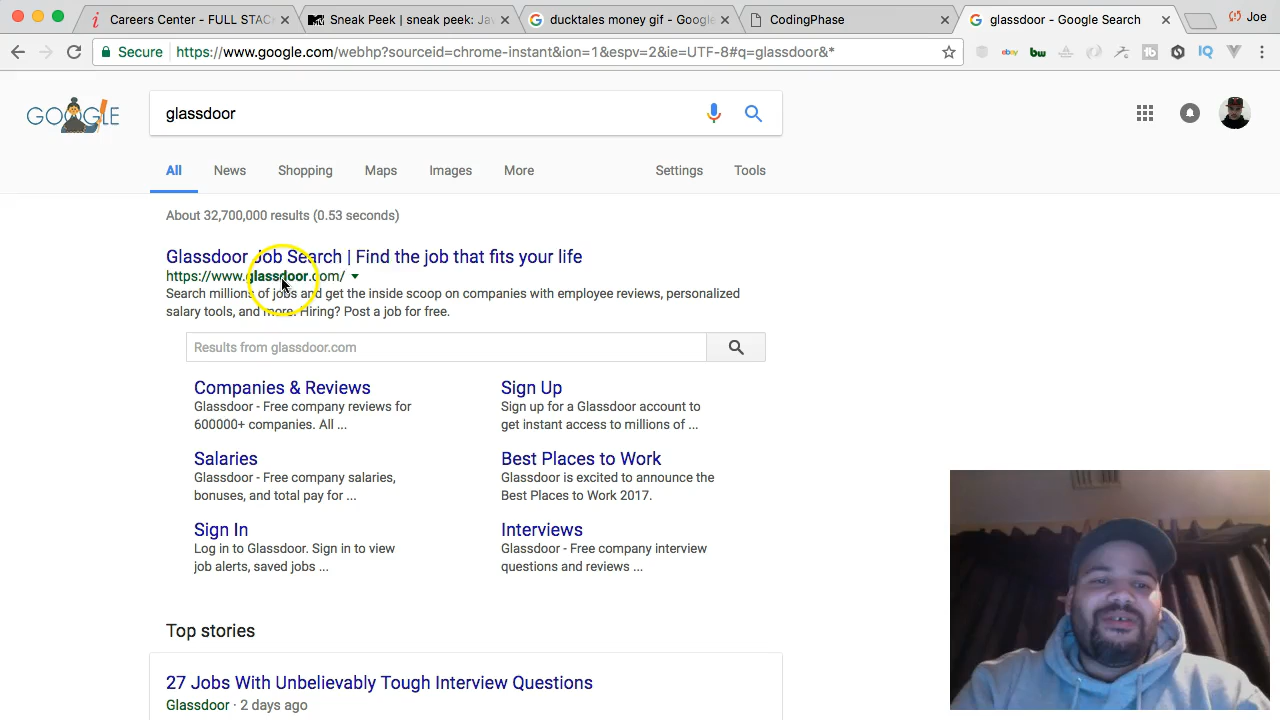 Careers Center - FULL STAC
Sneak Peek | sneak peek: Jav
ducktales money gif - Google
CodingPhase
glassdoor - Google Search
Joe
Secure
https://www.google.com/webhp?sourceid=chrome-instant&ion=1&espv=2&ie=UTF-8#q=glassdoor&*
ebay
bw
GOOGLE
glassdoor
All
News
Shopping
Maps
Images
More
Settings
Tools
About 32,700,000 results (0.53 seconds)
Glassdoor Job Search | Find the job that fits your life
https://www.glassdoor.com/
Search millions of jobs and get the inside scoop on companies with employee reviews, personalized
salary tools, and more. Hiring? Post a job for free.
Results from glassdoor.com
Companies & Reviews
Glassdoor - Free company reviews for
600000+ companies. All ...
Sign Up
Sign up for a Glassdoor account to
get instant access to millions of ...
Salaries
Glassdoor - Free company salaries,
bonuses, and total pay for ...
Best Places to Work
Glassdoor is excited to announce the
Best Places to Work 2017.
Sign In
Log in to Glassdoor. Sign in to view
job alerts, saved jobs ...
Interviews
Glassdoor - Free company interview
questions and reviews ...
Top stories
27 Jobs With Unbelievably Tough Interview Questions
Glassdoor · 2 days ago